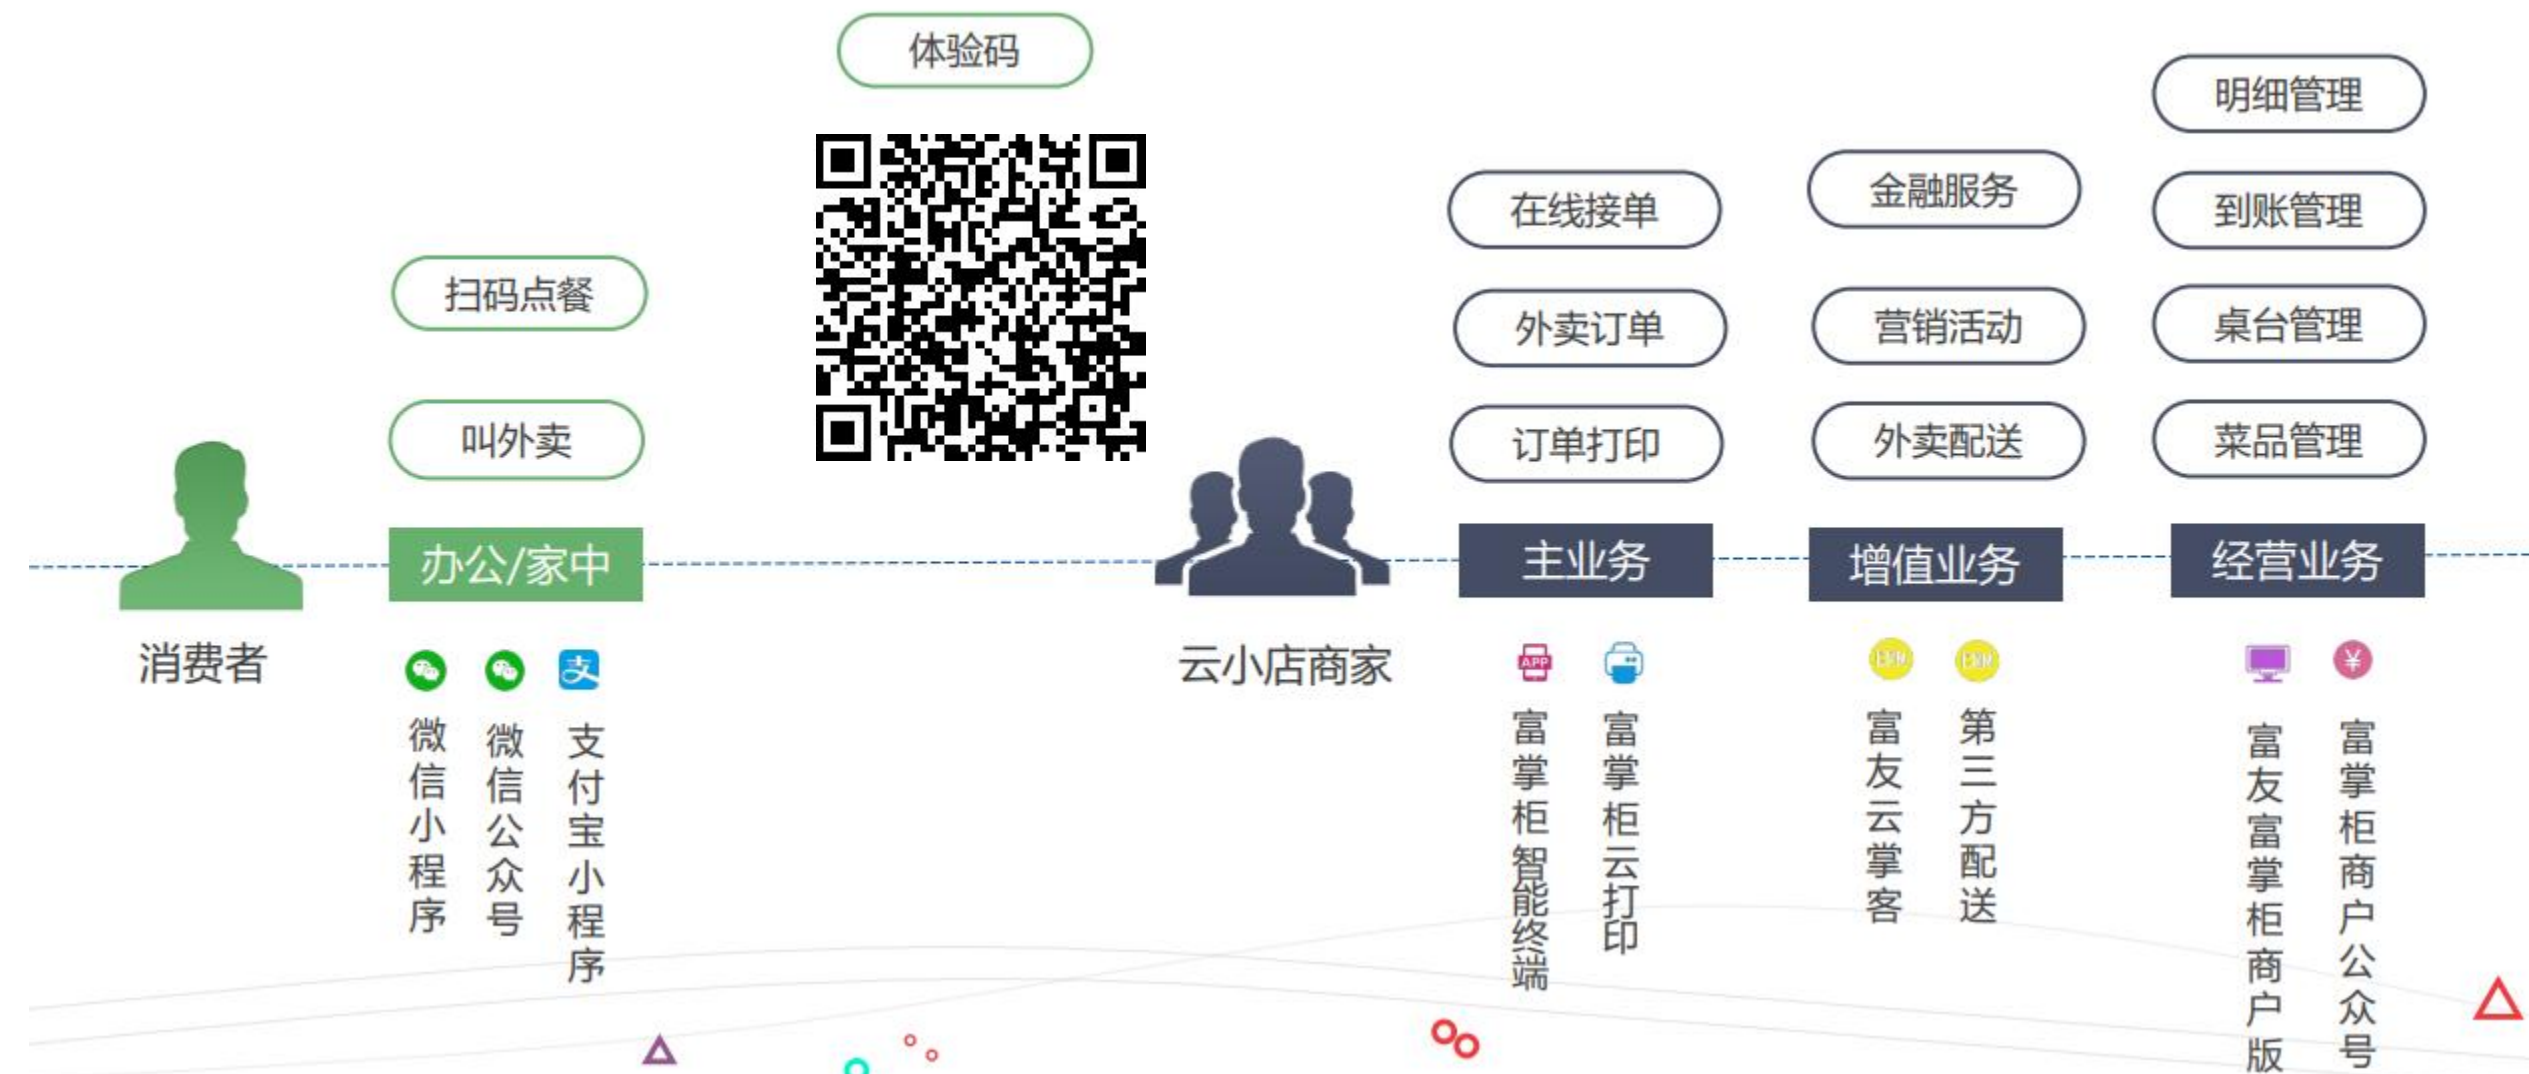 体验码
扫码点餐
叫外卖
办公/家中
消费者
微信小程序
微信公众号
支
支付宝小程序
云小店商家
在线接单
外卖订单
订单打印
主业务
APP
富掌柜智能终端
富掌柜云打印
金融服务
营销活动
外卖配送
增值业务
富友云掌客
第三方配送
明细管理
到账管理
桌台管理
菜品管理
经营业务
¥
富友富掌柜商户版
富掌柜商户公众号